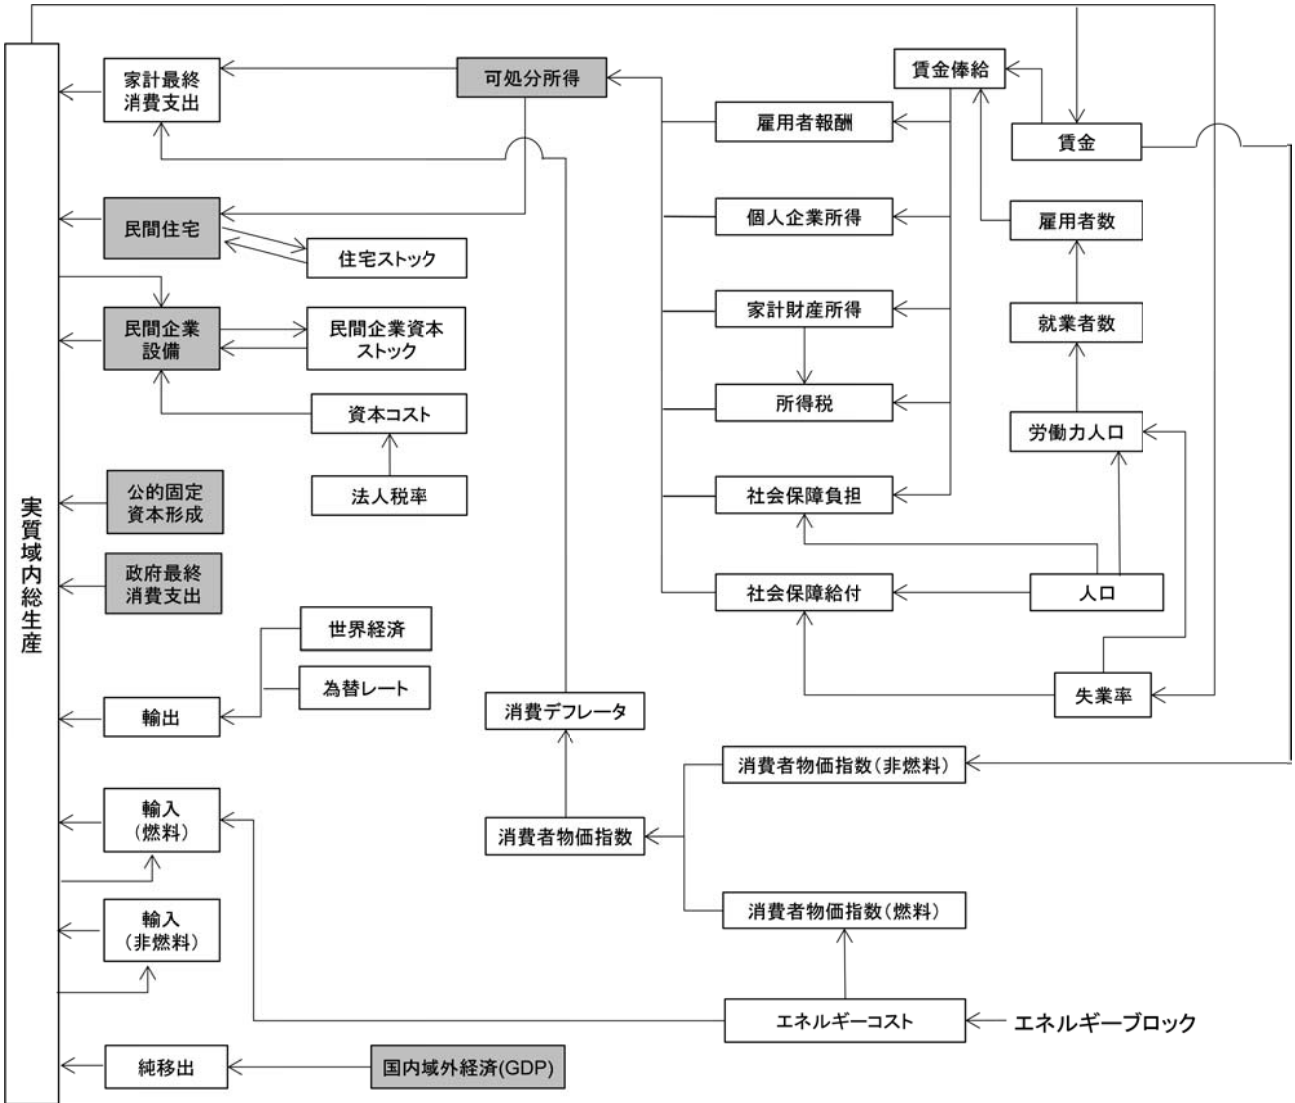 実質域内総生産
家計最終
消費支出
民間住宅
住宅ストック
民間企業
設備
民間企業資本
ストック
資本コスト
法人税率
公的固定
資本形成
政府最終
消費支出
世界経済
為替レート
輸出
輸入
（燃料）
輸入
（非燃料）
純移出
国内域外経済(GDP)
可処分所得
消費デフレータ
消費者物価指数
雇用者報酬
個人企業所得
家計財産所得
所得税
社会保障負担
社会保障給付
賃金俸給
賃金
雇用者数
就業者数
労働力人口
人口
失業率
消費者物価指数（非燃料）
消費者物価指数（燃料）
エネルギーコスト
エネルギーブロック